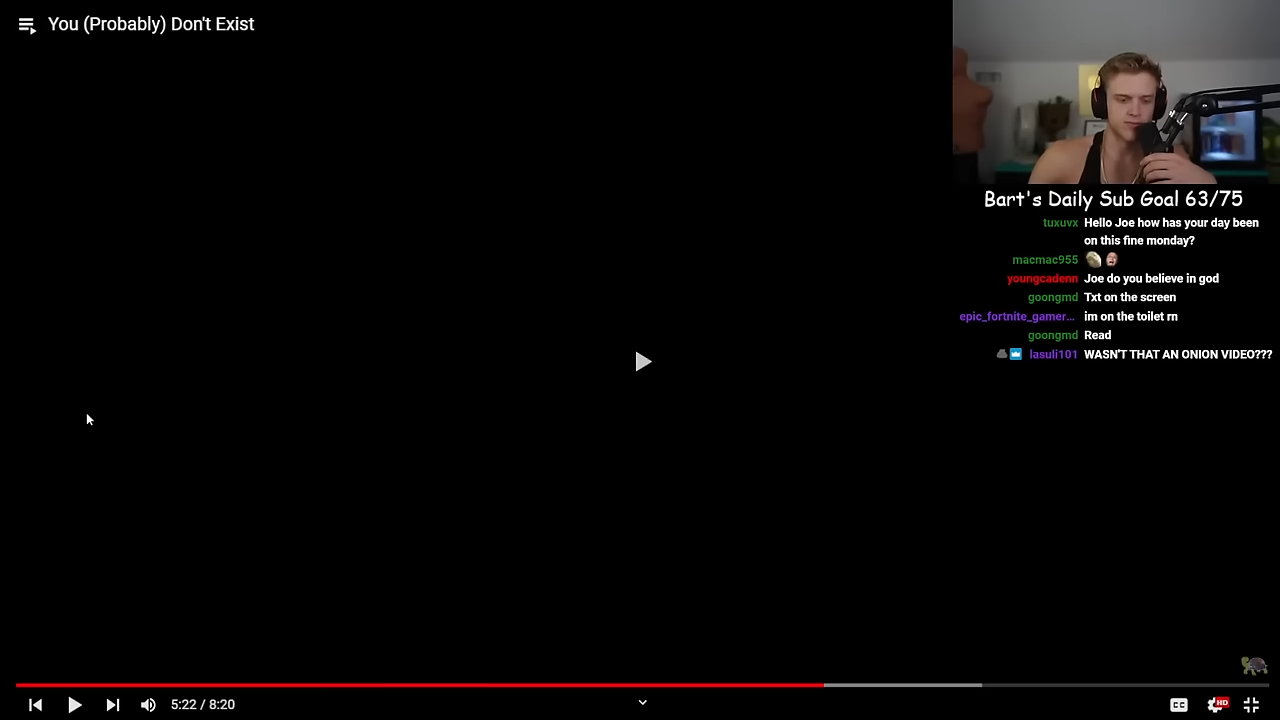 You (Probably) Don't Exist
Bart's Daily Sub Goal 63/75
tuxuvx Hello Joe how has your day been
on this fine monday?
macmac955
youngcadenn Joe do you believe in god
goongmd Txt on the screen
epic_fortnite_gamer... im on the toilet rn
goongmd Read
lasuli101 WASN'T THAT AN ONION VIDEO???
5:22 / 8:20
CC
HD